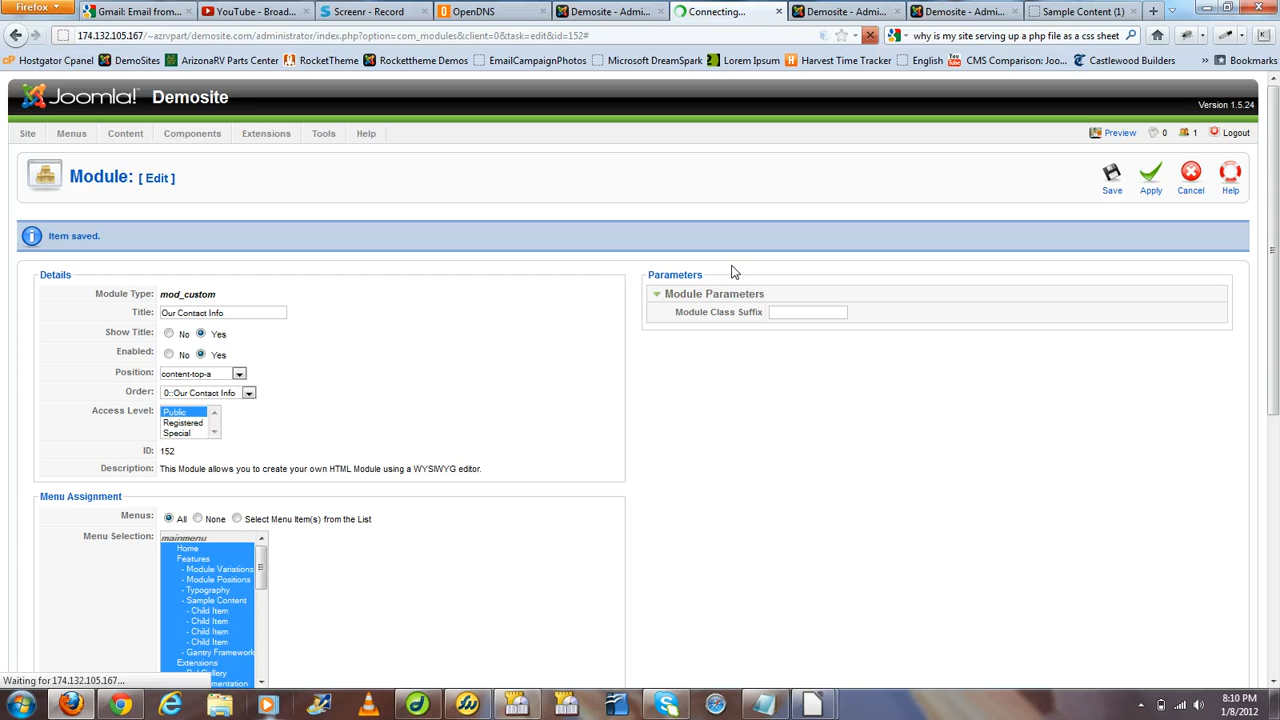 Firefox
Gmail: Email from...
YouTube - Broad...
Screenr - Record
OpenDNS
Demosite - Admi...
Connecting...
Demosite - Admi...
Demosite - Admi...
Sample Content (1)
174.132.105.167/~azrvpart/demosite.com/administrator/index.php?option=com_modules&client=0&task=edit&id=152#
why is my site serving up a php file as a css sheet
Hostgator Cpanel
DemoSites
ArizonaRV Parts Center
RocketTheme
Rockettheme Demos
EmailCampaignPhotos
Microsoft DreamSpark
Lorem Ipsum
Harvest Time Tracker
English
CMS Comparison: Joo...
Castlewood Builders
Bookmarks
Joomla! Demosite
Version 1.5.24
Site Menus Content Components Extensions Tools Help
Preview 0 1 Logout
Module: [ Edit ]
Save Apply Cancel Help
Item saved.
Details
Module Type: mod_custom
Title: Our Contact Info
Show Title: No Yes
Enabled: No Yes
Position: content-top-a
Order: 0::Our Contact Info
Access Level: Public
Registered
Special
ID: 152
Description: This Module allows you to create your own HTML Module using a WYSIWYG editor.
Parameters
Module Parameters
Module Class Suffix
Menu Assignment
Menus: All None Select Menu Item(s) from the List
Menu Selection: mainmenu
Home
Features
- Module Variations
- Module Positions
- Typography
- Sample Content
- Child Item
- Child Item
- Child Item
- Child Item
- Gantry Framework
Extensions
Waiting for 174.132.105.167...
8:10 PM
1/8/2012